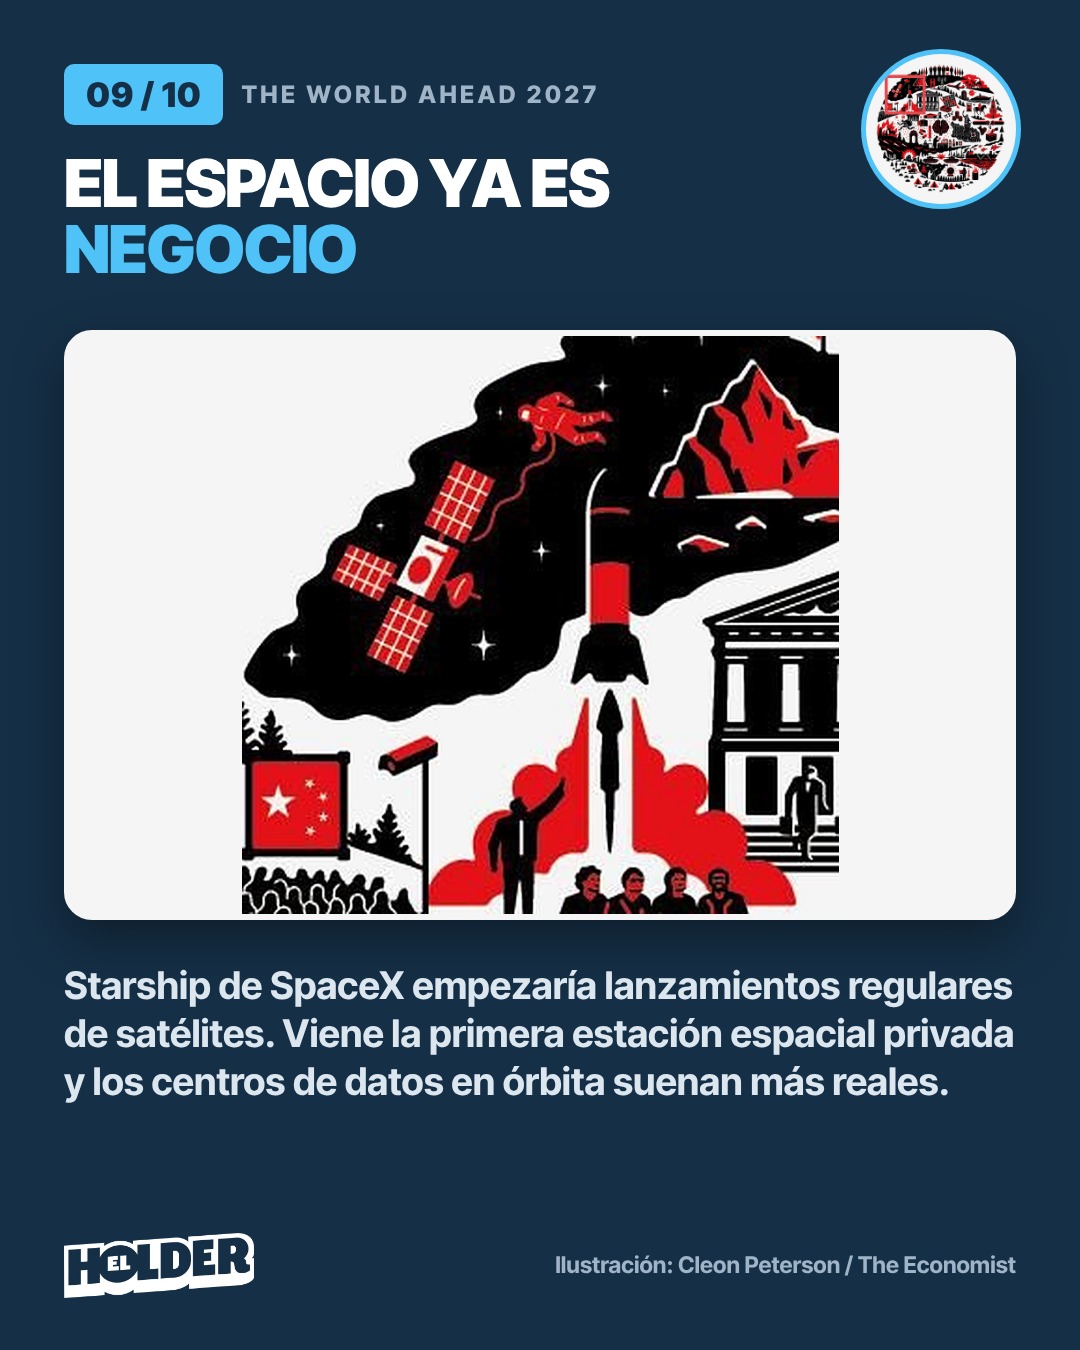 09 / 10
THE WORLD AHEAD 2027
EL ESPACIO YA ES
NEGOCIO
Starship de SpaceX empezaría lanzamientos regulares
de satélites. Viene la primera estación espacial privada
y los centros de datos en órbita suenan más reales.
EL HOLDER
Ilustración: Cleon Peterson / The Economist